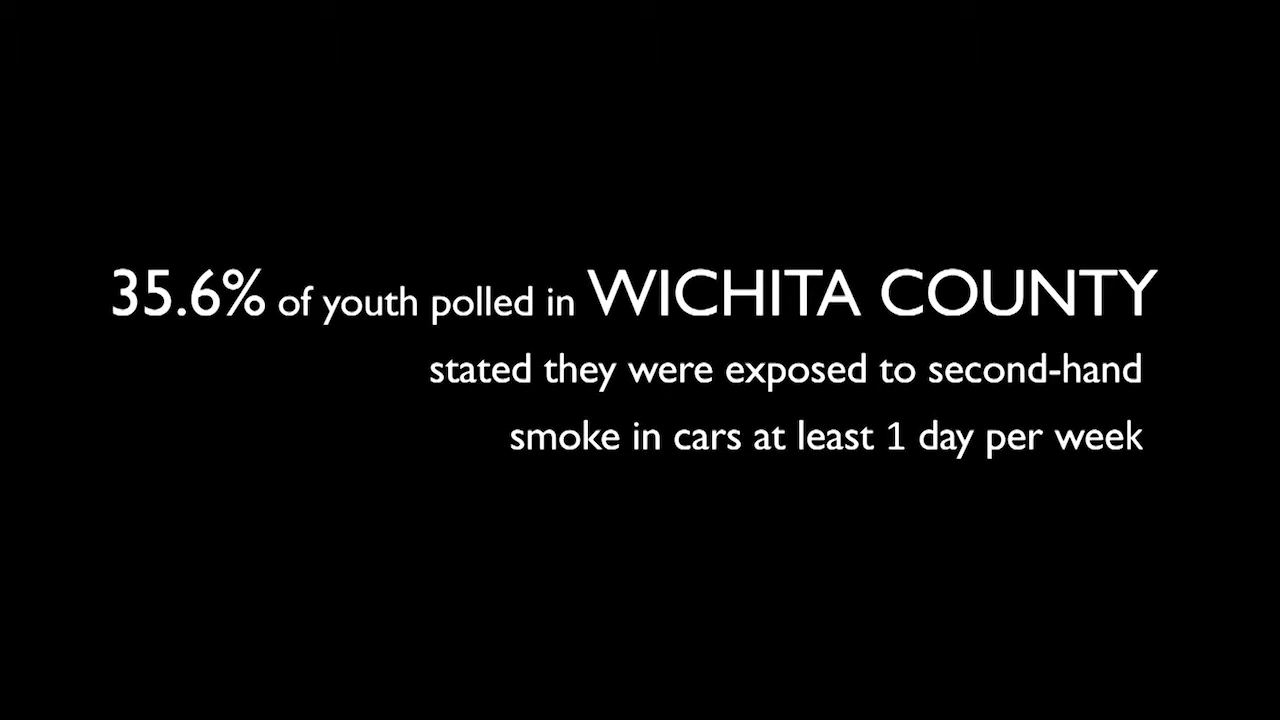 35.6% of youth polled in WICHITA COUNTY
stated they were exposed to second-hand
smoke in cars at least 1 day per week